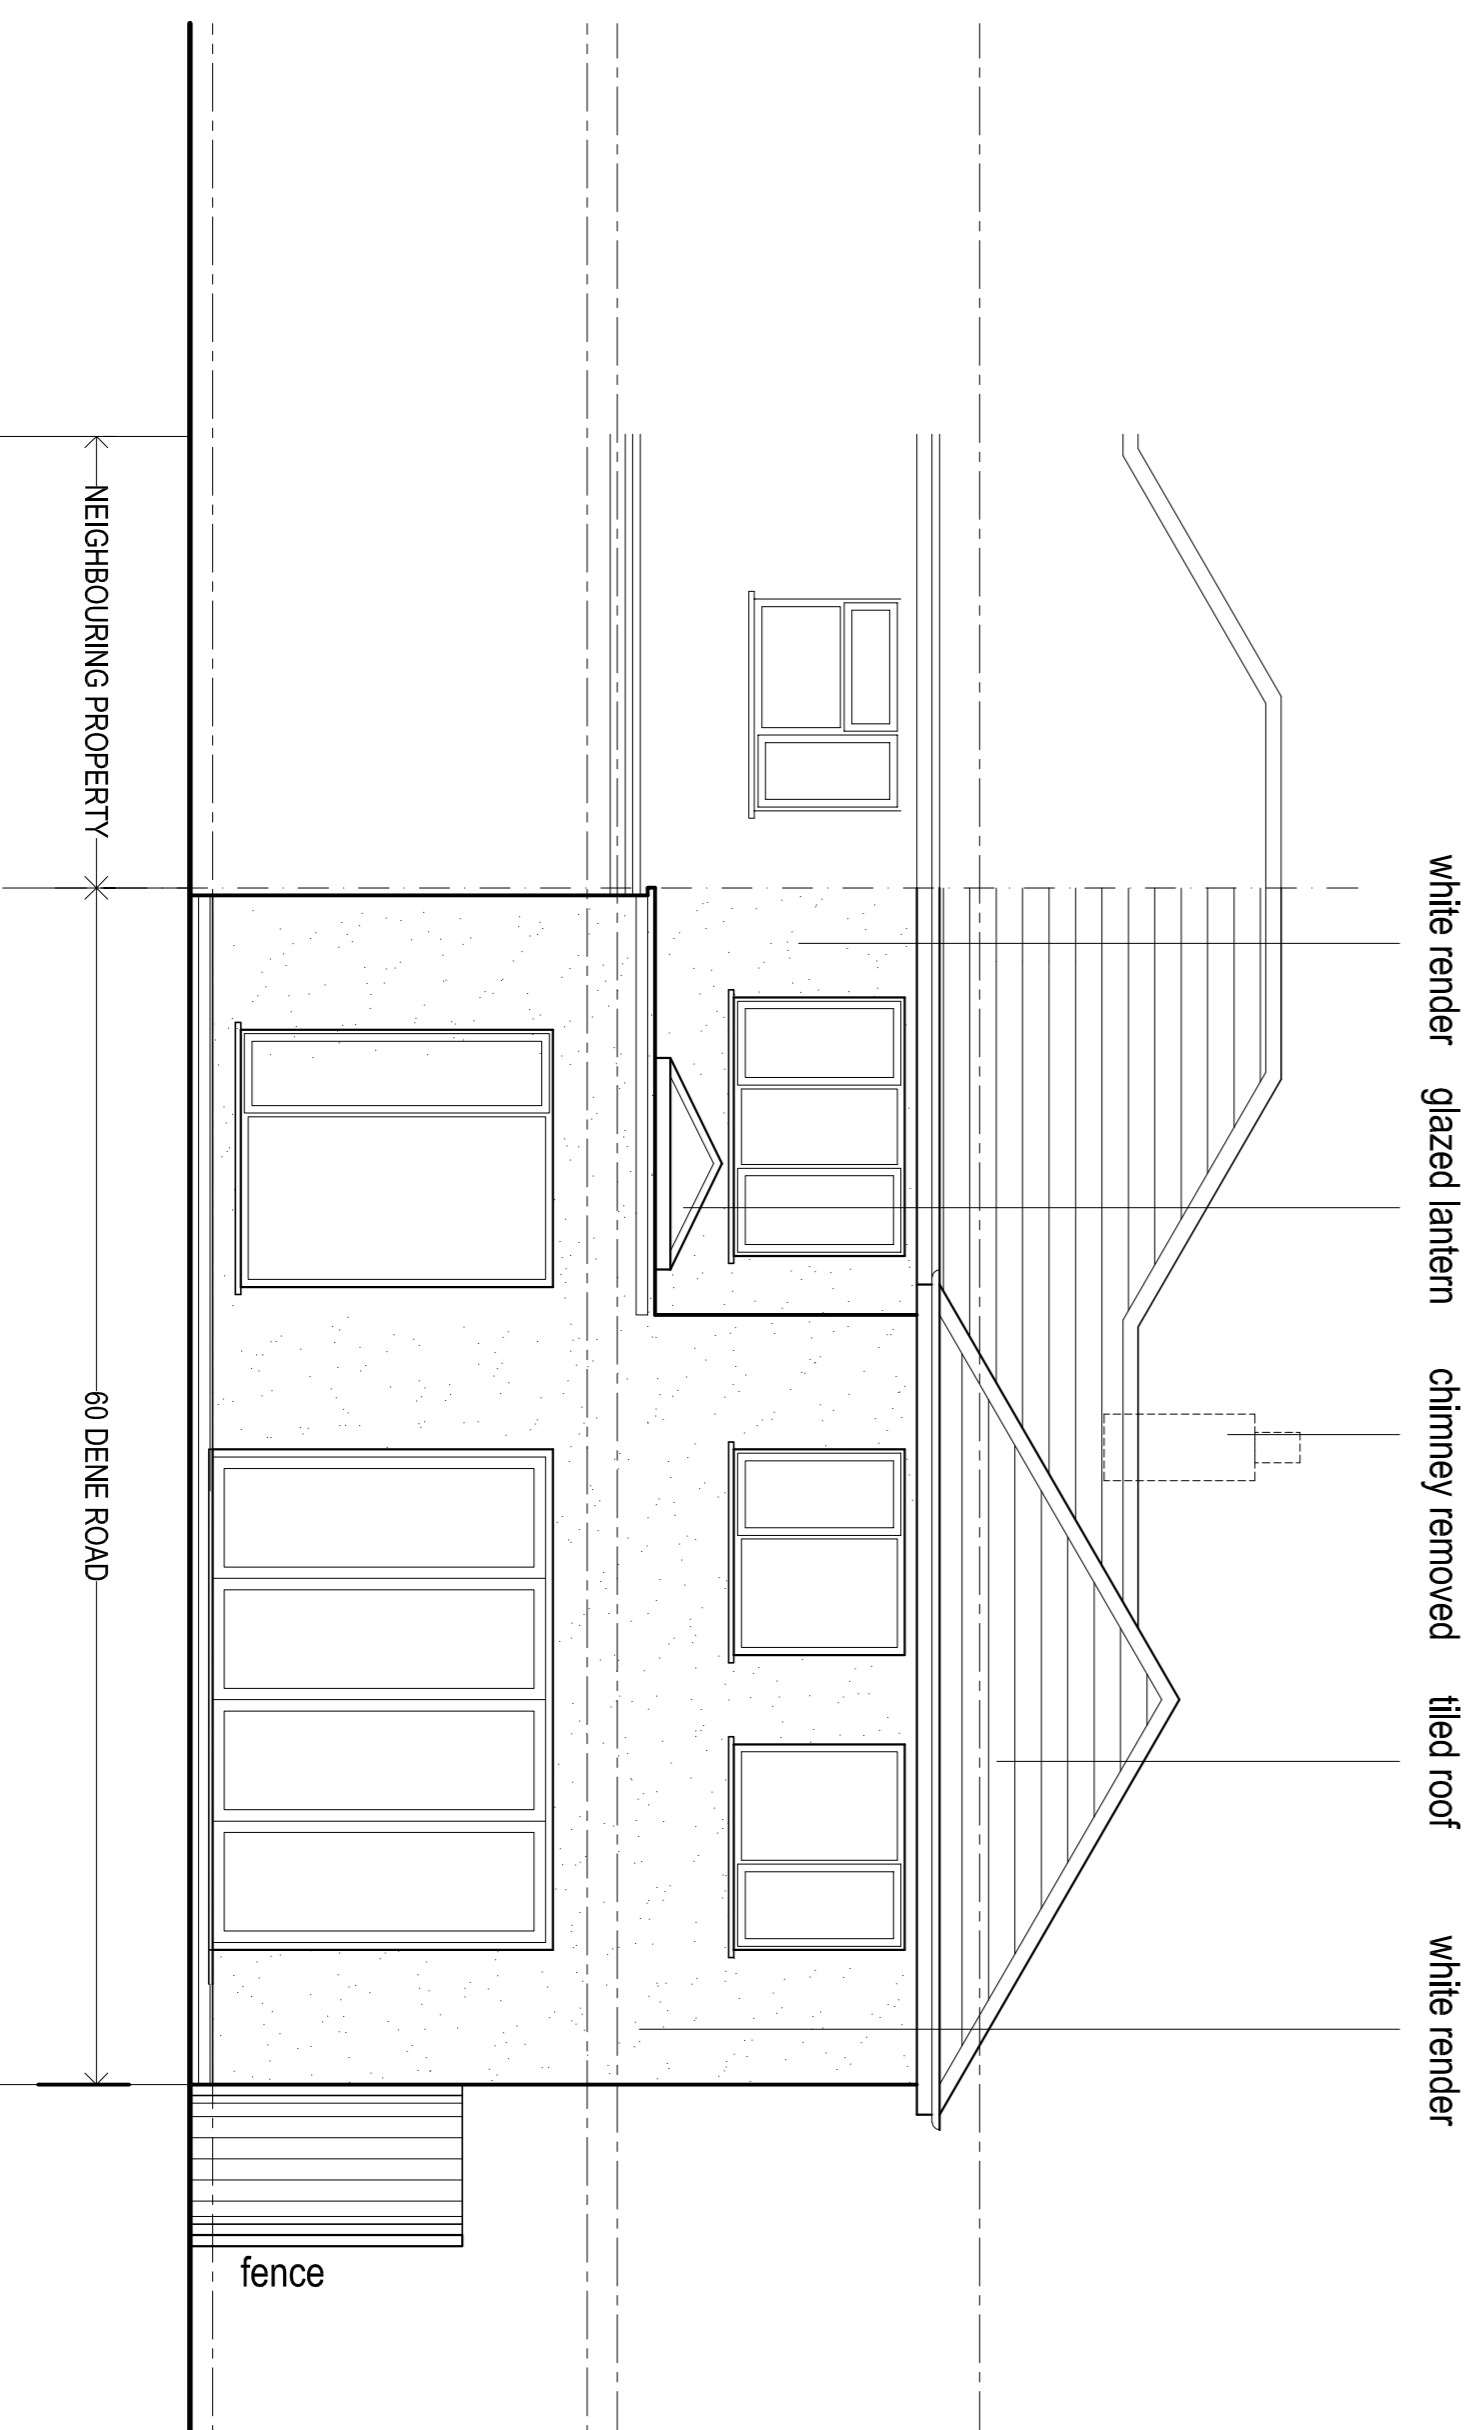 white render
glazed lantern
chimney removed
tiled roof
white render
NEIGHBOURING PROPERTY
60 DENE ROAD
fence